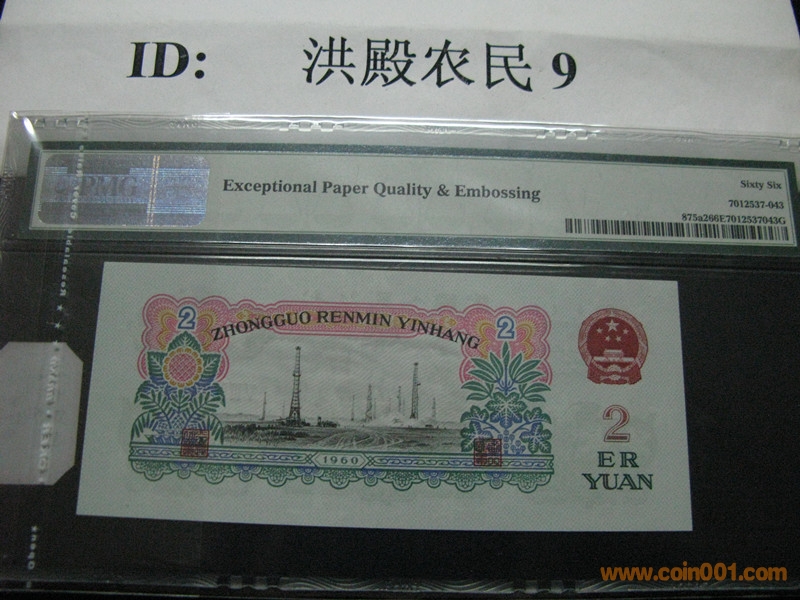 ID: 洪殿农民 9
PMG
Exceptional Paper Quality & Embossing
Sixty Six
7012537-043
875a266E7012537043G
2
ZHONGGUO RENMIN YINHANG
2
1960
2
ER
YUAN
www.coin001.com